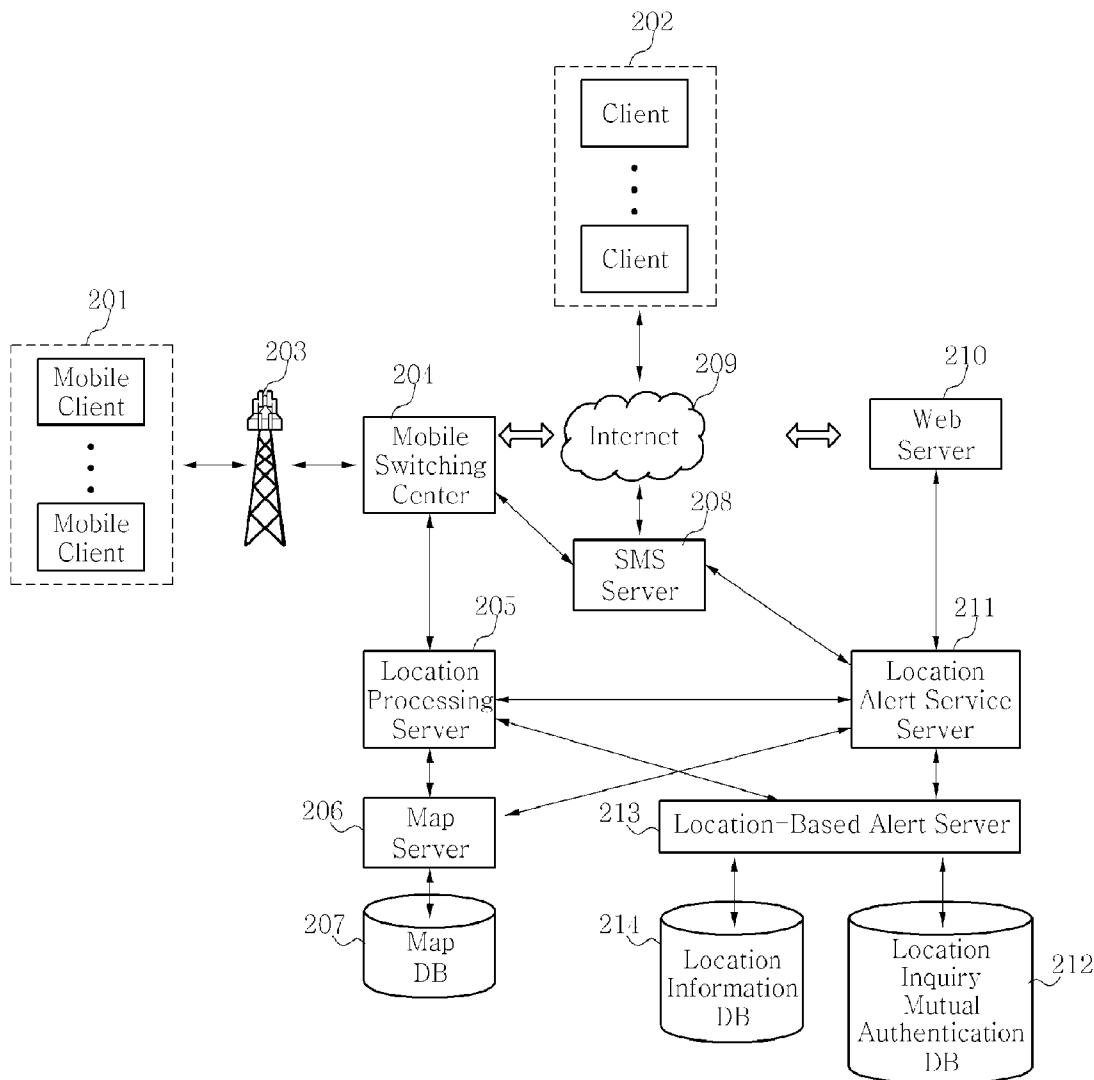 202
Client
Client
201
Mobile
Client
Mobile
Client
203
204
Mobile
Switching
Center
209
Internet
210
Web
Server
208
SMS
Server
205
Location
Processing
Server
211
Location
Alert Service
Server
206
Map
Server
213
Location-Based Alert Server
207
Map
DB
214
Location
Information
DB
Location
Inquiry
Mutual
Authentication
DB
212